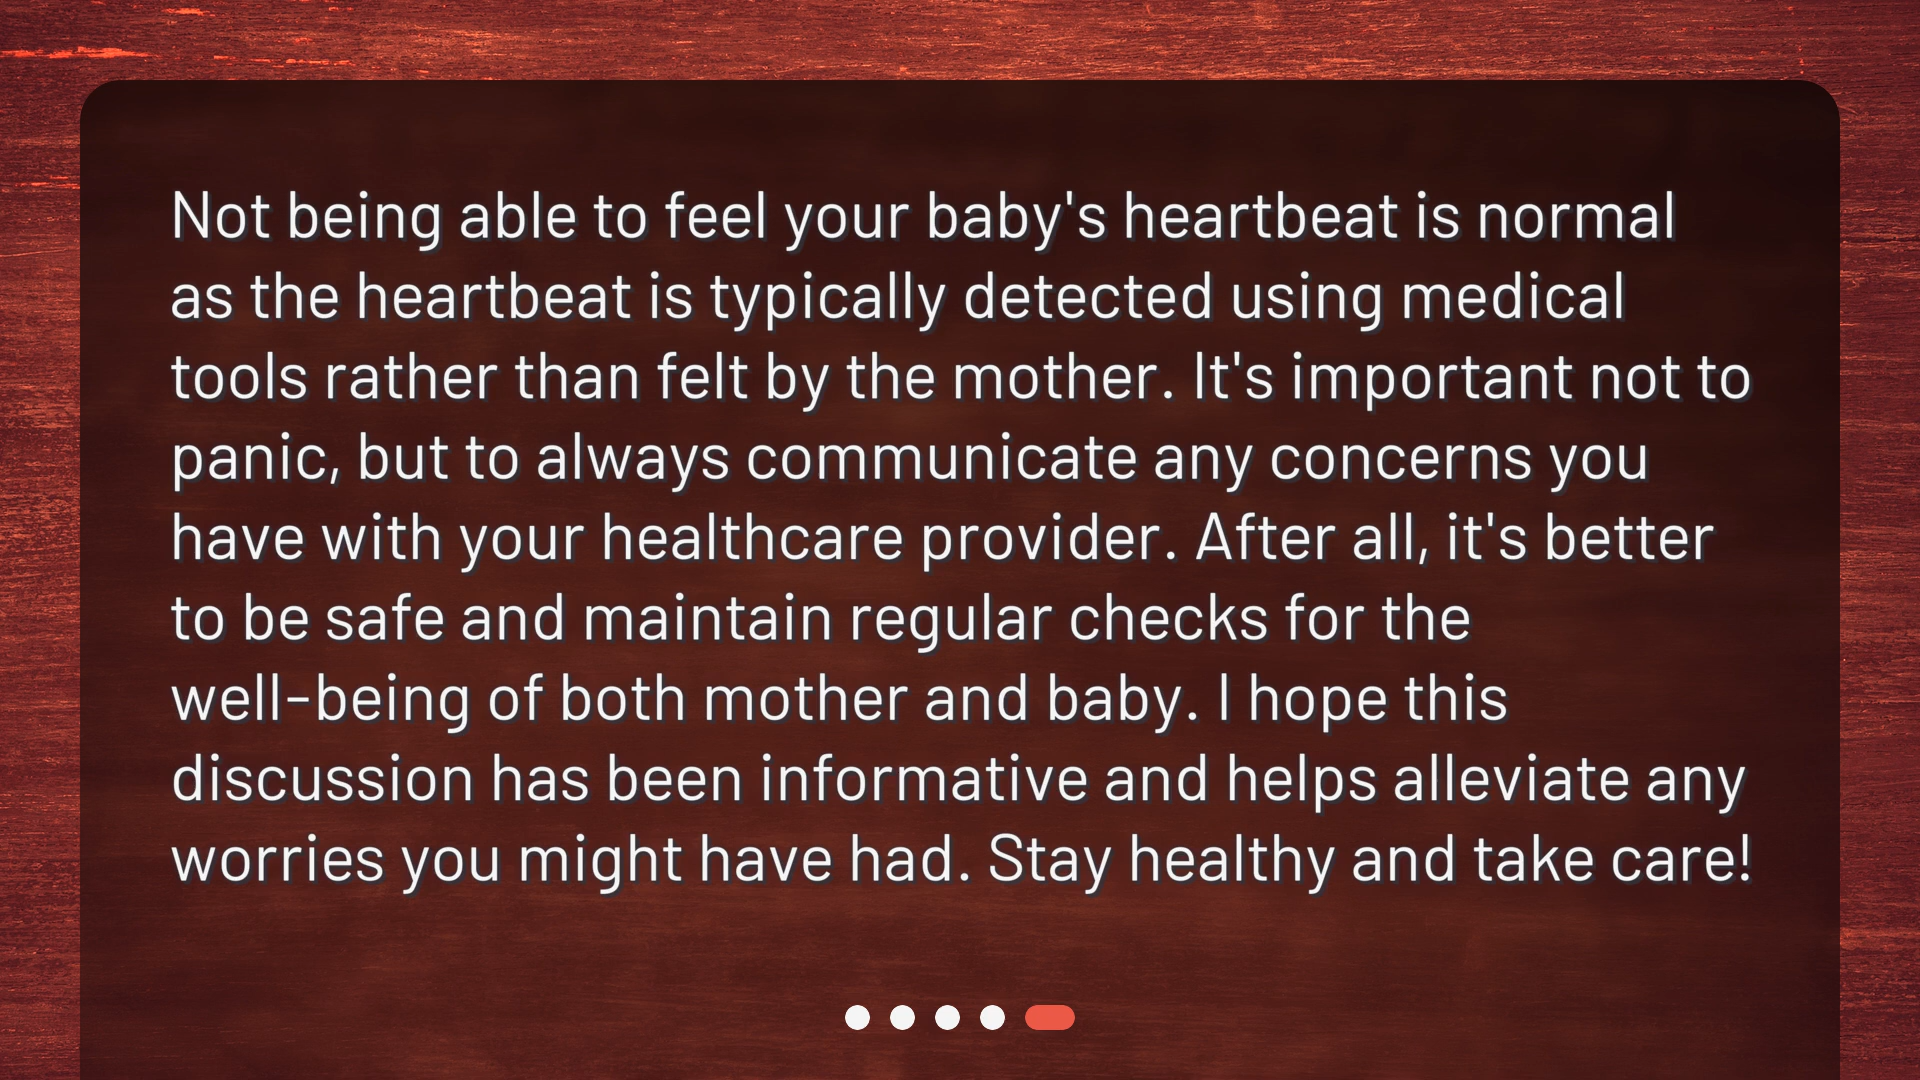 Not being able to feel your baby's heartbeat is normal
as the heartbeat is typically detected using medical
tools rather than felt by the mother. It's important not to
panic, but to always communicate any concerns you
have with your healthcare provider. After all, it's better
to be safe and maintain regular checks for the
well-being of both mother and baby. I hope this
discussion has been informative and helps alleviate any
worries you might have had. Stay healthy and take care!